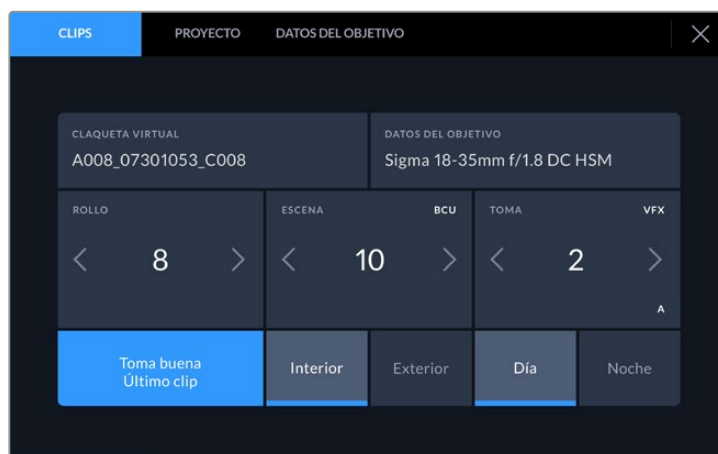 CLIPS PROYECTO DATOS DEL OBJETIVO
CLAQUETA VIRTUAL DATOS DEL OBJETIVO
A008_07301053_C008 Sigma 18-35mm f/1.8 DC HSM
ROLLO ESCENA BCU TOMA VFX
8 10 2
A
Toma buena
Último clip
Interior Exterior Día Noche